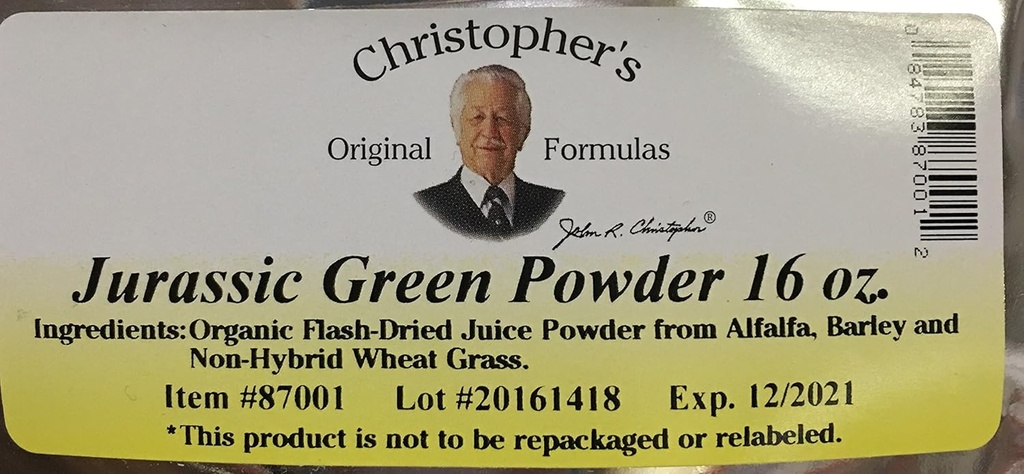 Christopher's
Original Formulas
John R. Christopher®
Jurassic Green Powder 16 oz.
Ingredients: Organic Flash-Dried Juice Powder from Alfalfa, Barley and
Non-Hybrid Wheat Grass.
Item #87001 Lot #20161418 Exp. 12/2021
*This product is not to be repackaged or relabeled.
0 84783 87001 2